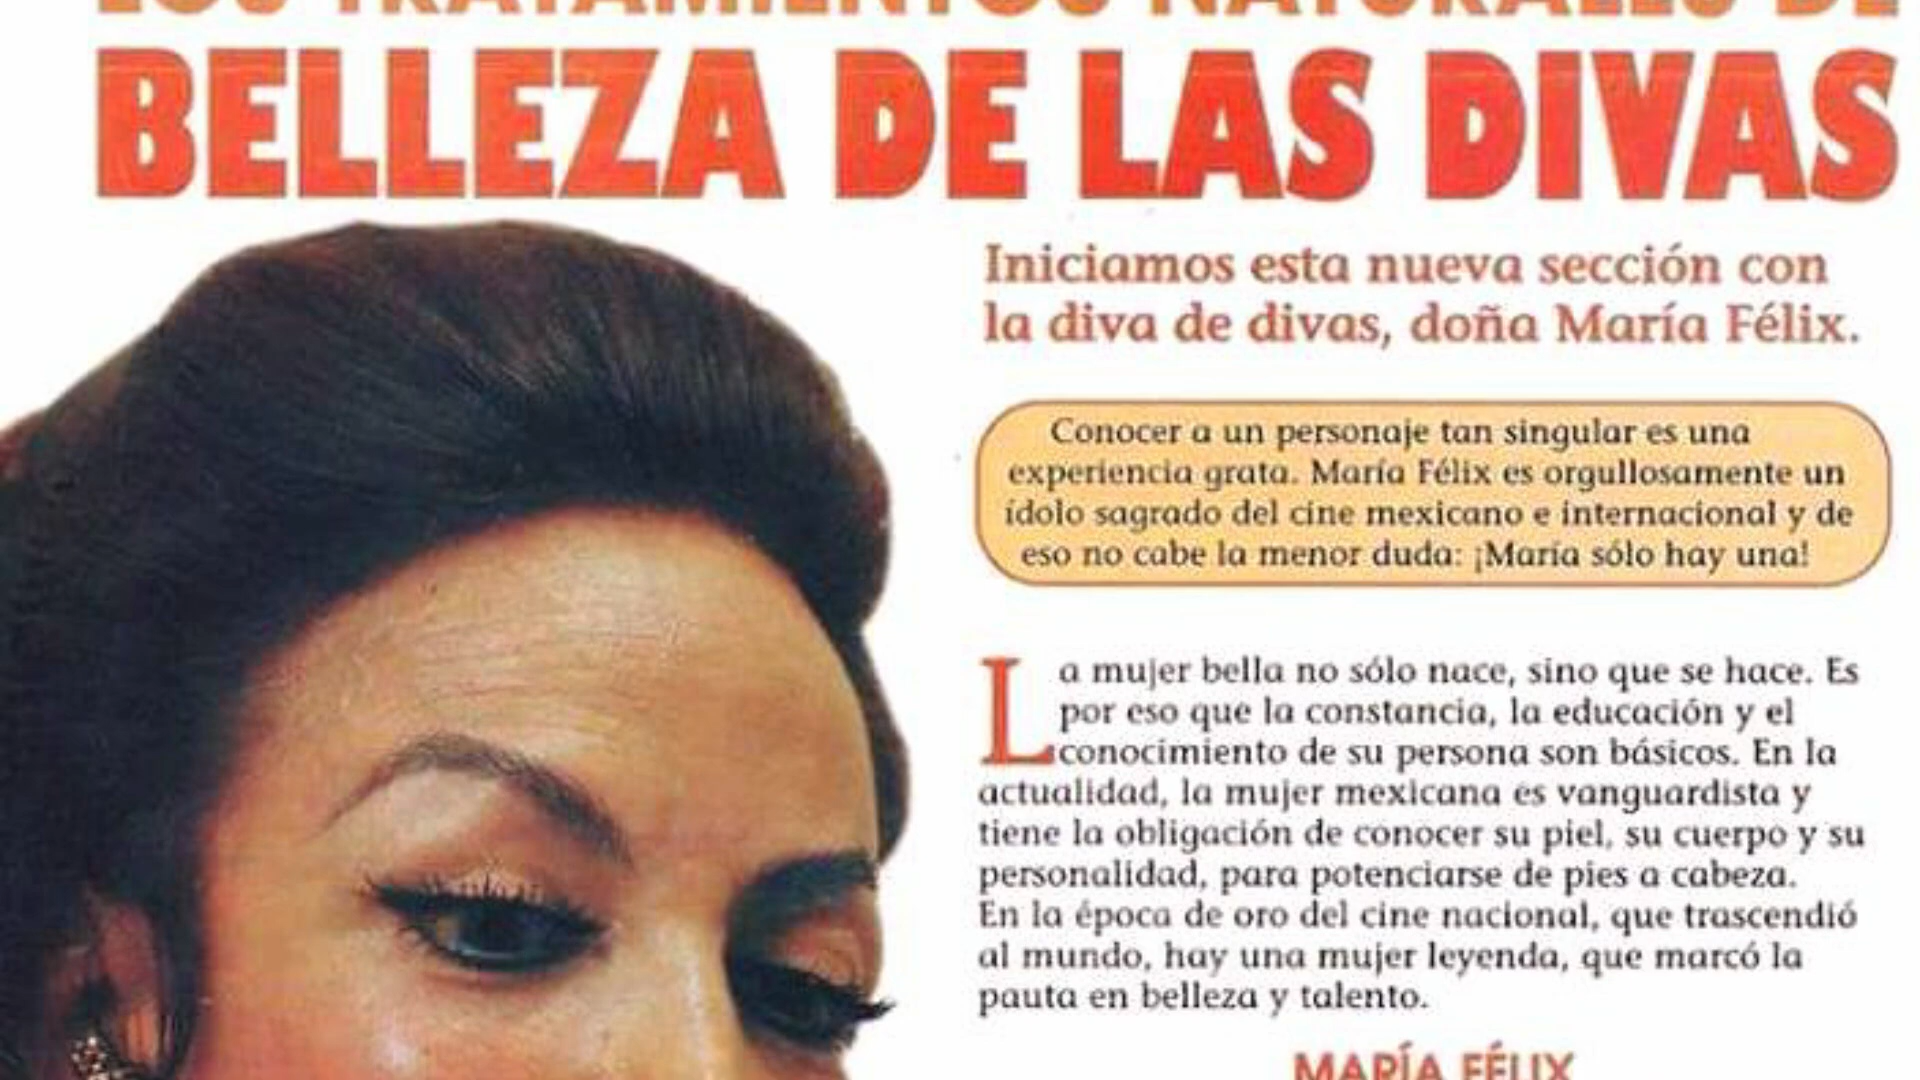 LOS TRATAMIENTOS NATURALES DE
BELLEZA DE LAS DIVAS
Iniciamos esta nueva sección con
la diva de divas, doña María Félix.
Conocer a un personaje tan singular es una
experiencia grata. María Félix es orgullosamente un
ídolo sagrado del cine mexicano e internacional y de
eso no cabe la menor duda: ¡María sólo hay una!
La mujer bella no sólo nace, sino que se hace. Es
por eso que la constancia, la educación y el
conocimiento de su persona son básicos. En la
actualidad, la mujer mexicana es vanguardista y
tiene la obligación de conocer su piel, su cuerpo y su
personalidad, para potenciarse de pies a cabeza.
En la época de oro del cine nacional, que trascendió
al mundo, hay una mujer leyenda, que marcó la
pauta en belleza y talento.
MARÍA FÉLIX